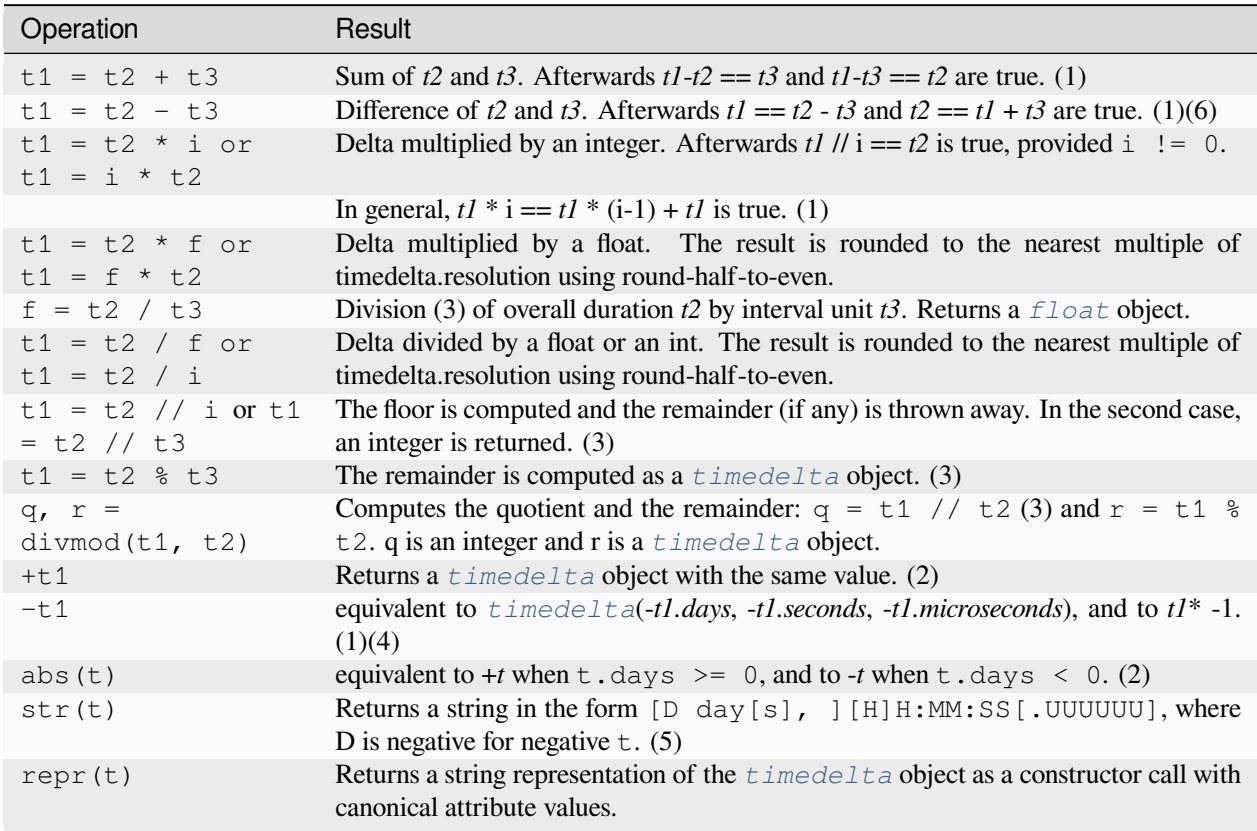 Operation Result
t1 = t2 + t3 Sum of t2 and t3. Afterwards t1-t2 == t3 and t1-t3 == t2 are true. (1)
t1 = t2 - t3 Difference of t2 and t3. Afterwards t1 == t2 - t3 and t2 == t1 + t3 are true. (1)(6)
t1 = t2 * i or Delta multiplied by an integer. Afterwards t1 // i == t2 is true, provided i != 0.
t1 = i * t2
In general, t1 * i == t1 * (i-1) + t1 is true. (1)
t1 = t2 * f or Delta multiplied by a float. The result is rounded to the nearest multiple of
t1 = f * t2 timedelta.resolution using round-half-to-even.
f = t2 / t3 Division (3) of overall duration t2 by interval unit t3. Returns a float object.
t1 = t2 / f or Delta divided by a float or an int. The result is rounded to the nearest multiple of
t1 = t2 / i timedelta.resolution using round-half-to-even.
t1 = t2 // i or t1 The floor is computed and the remainder (if any) is thrown away. In the second case,
= t2 // t3 an integer is returned. (3)
t1 = t2 % t3 The remainder is computed as a timedelta object. (3)
q, r = Computes the quotient and the remainder: q = t1 // t2 (3) and r = t1 %
divmod(t1, t2) t2. q is an integer and r is a timedelta object.
+t1 Returns a timedelta object with the same value. (2)
-t1 equivalent to timedelta(-t1.days, -t1.seconds, -t1.microseconds), and to t1* -1.
(1)(4)
abs(t) equivalent to +t when t.days >= 0, and to -t when t.days < 0. (2)
str(t) Returns a string in the form [D day[s], ][H]H:MM:SS[.UUUUUU], where
D is negative for negative t. (5)
repr(t) Returns a string representation of the timedelta object as a constructor call with
canonical attribute values.